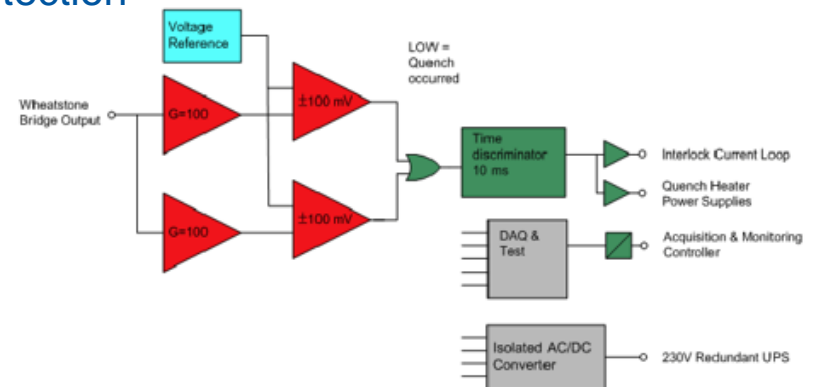 Voltage
Reference
LOW =
Quench
occurred
Wheatstone
Bridge Output
G=100
±100 mV
Time
discriminator
10 ms
Interlock Current Loop
Quench Heater
Power Supplies
G=100
±100 mV
DAQ &
Test
Acquisition & Monitoring
Controller
Isolated AC/DC
Converter
230V Redundant UPS